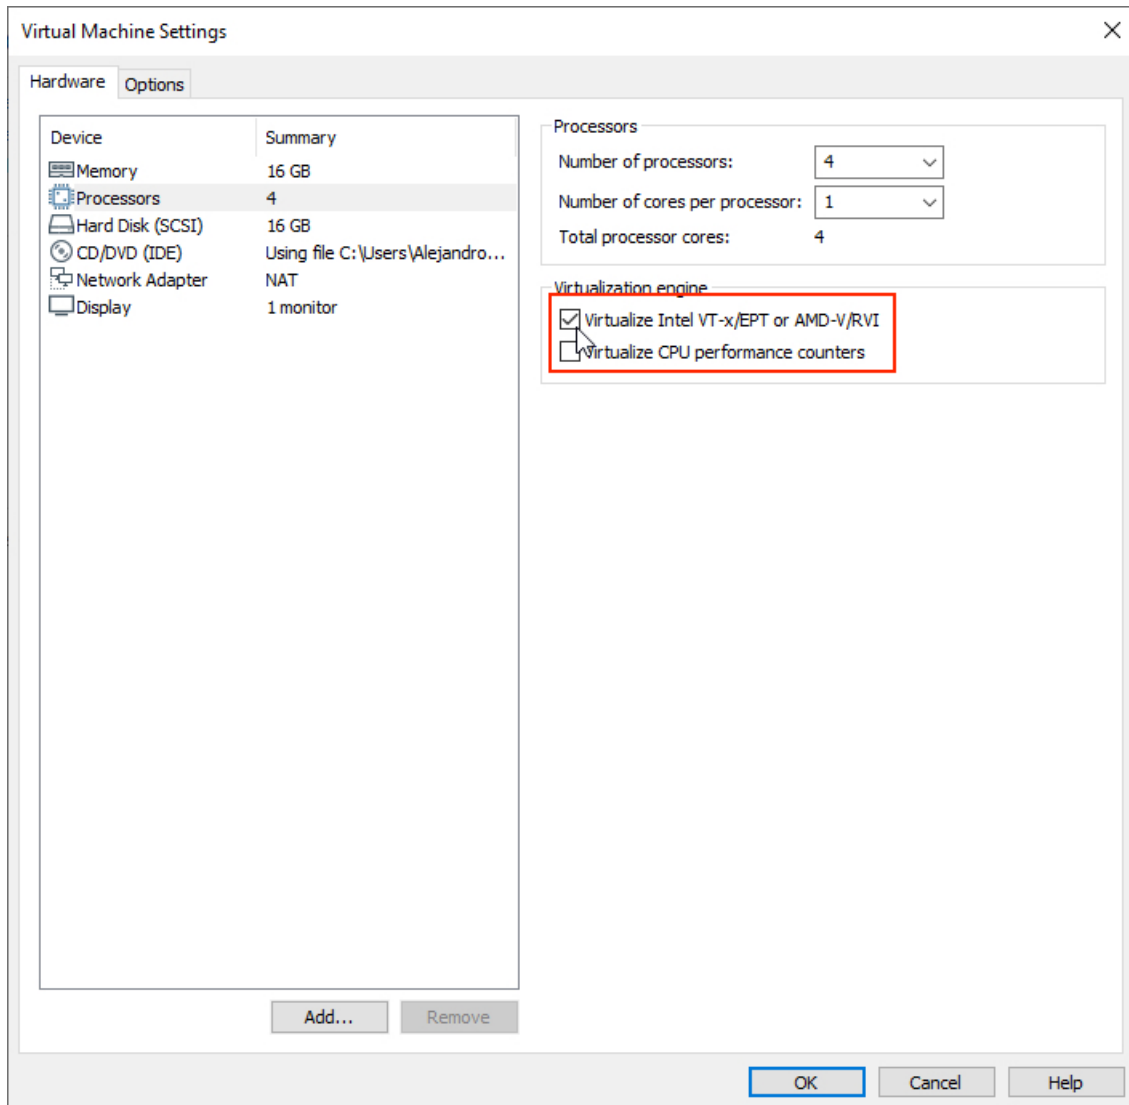 Virtual Machine Settings
Hardware
Options
Device Summary
Memory 16 GB
Processors 4
Hard Disk (SCSI) 16 GB
CD/DVD (IDE) Using file C:\Users\Alejandro...
Network Adapter NAT
Display 1 monitor
Add...
Remove
Processors
Number of processors: 4
Number of cores per processor: 1
Total processor cores: 4
Virtualization engine
Virtualize Intel VT-x/EPT or AMD-V/RVI
Virtualize CPU performance counters
OK
Cancel
Help